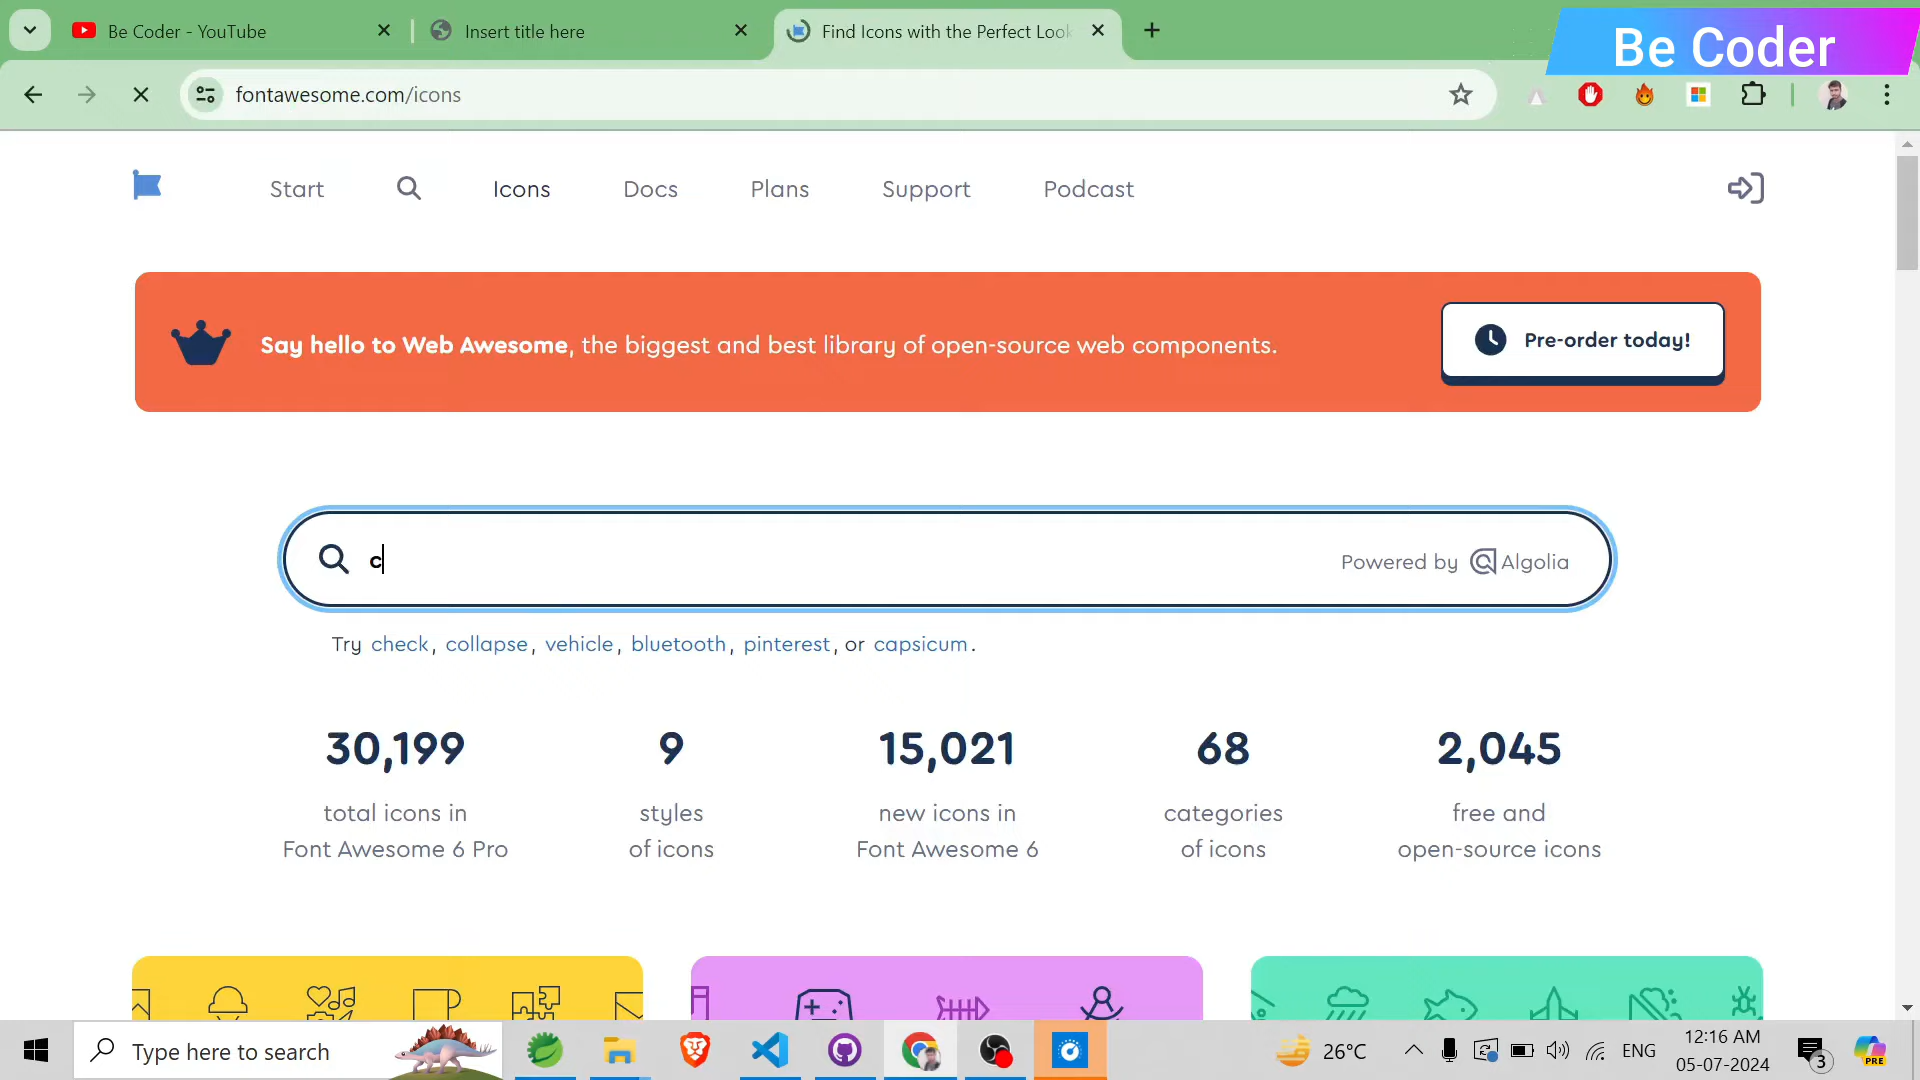 Be Coder - YouTube
Insert title here
Find Icons with the Perfect Look
Be Coder
fontawesome.com/icons
Start
Icons
Docs
Plans
Support
Podcast
Say hello to Web Awesome, the biggest and best library of open-source web components.
Pre-order today!
c
Powered by Algolia
Try check, collapse, vehicle, bluetooth, pinterest, or capsicum.
30,199
9
15,021
68
2,045
total icons in
Font Awesome 6 Pro
styles
of icons
new icons in
Font Awesome 6
categories
of icons
free and
open-source icons
Type here to search
26°C
ENG
12:16 AM
05-07-2024
3
PRE